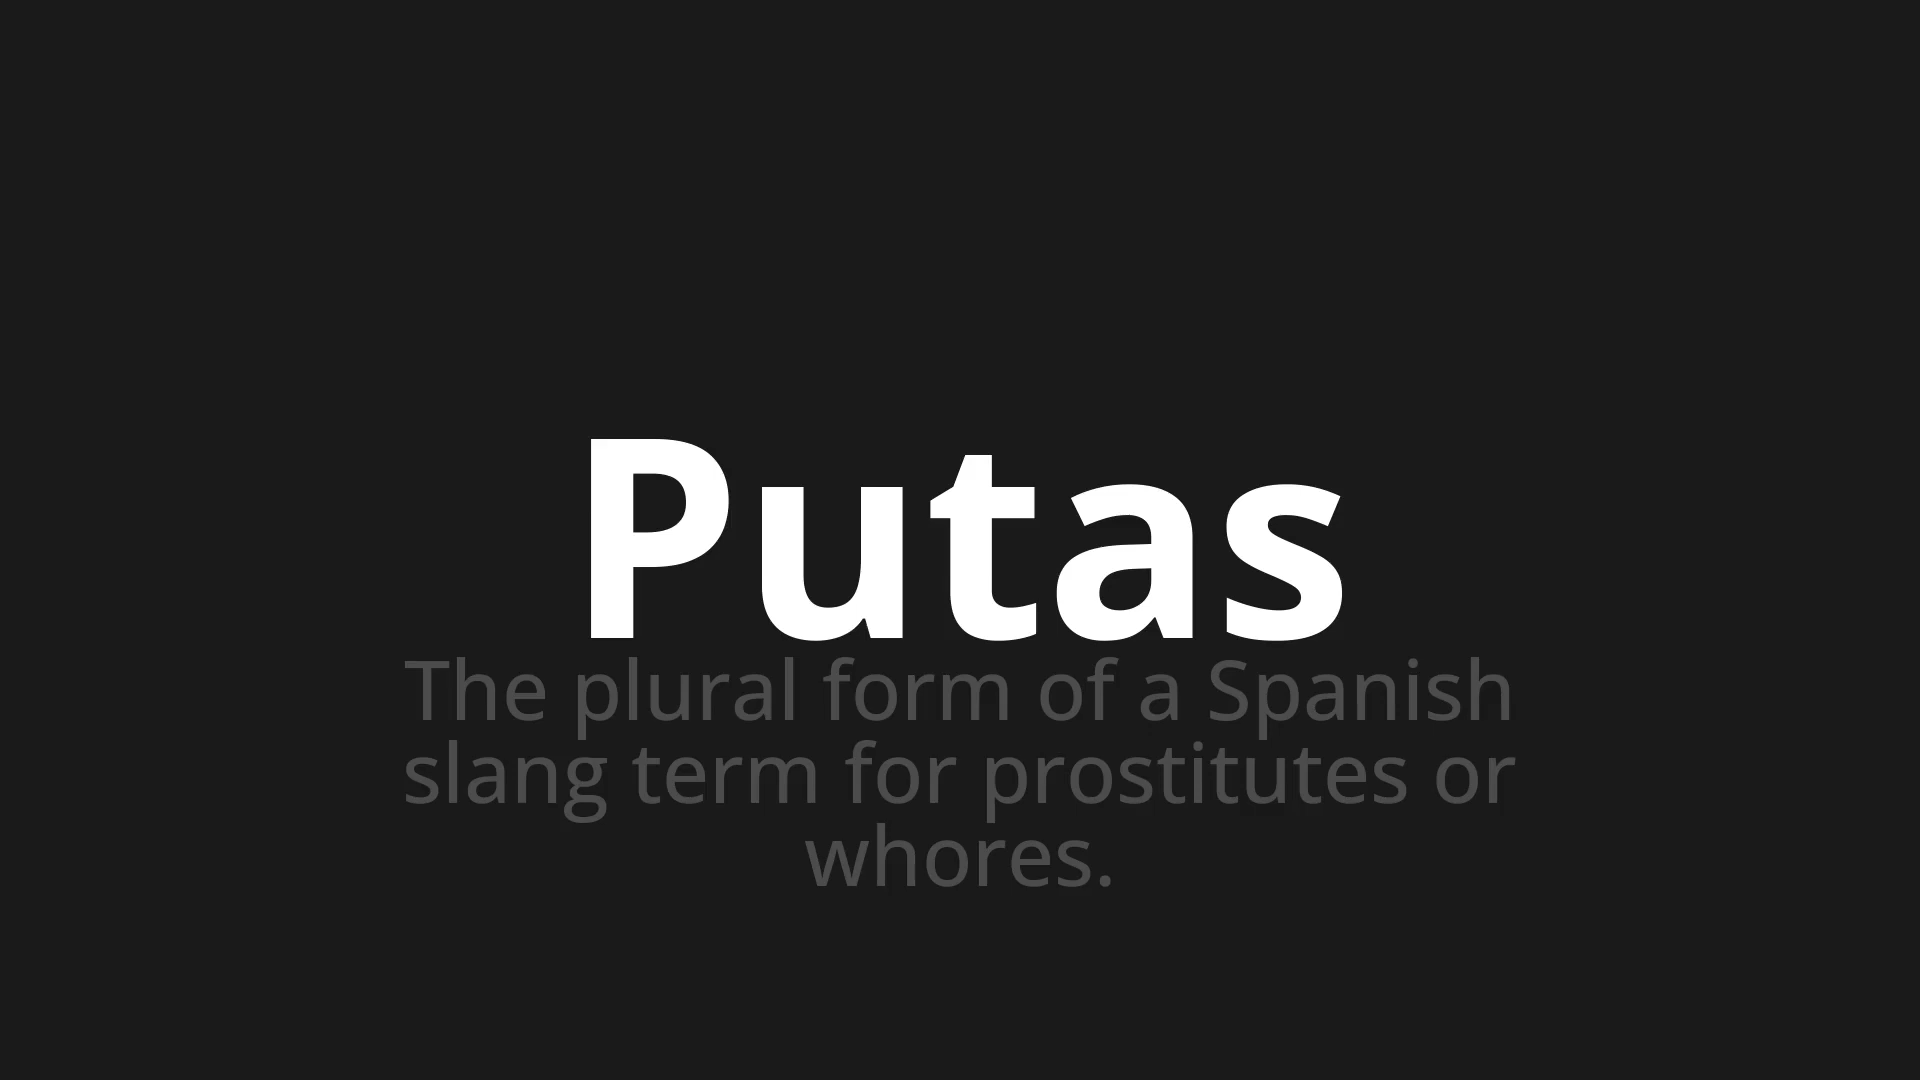 Putas
The plural form of a Spanish
slang term for prostitutes or
whores.